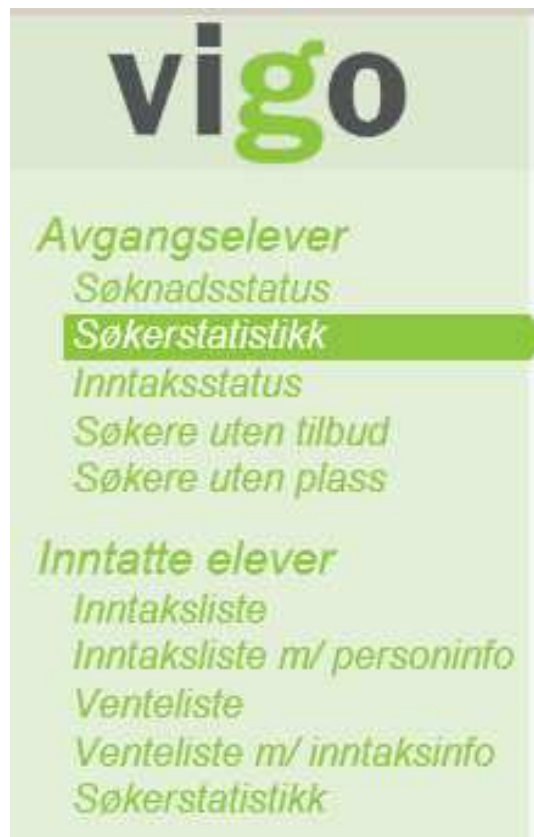 vigo
Avgangselever
Søknadsstatus
Søkerstatistikk
Inntaksstatus
Søkere uten tilbud
Søkere uten plass
Inntatte elever
Inntaksliste
Inntaksliste m/ personinfo
Venteliste
Venteliste m/ inntaksinfo
Søkerstatistikk